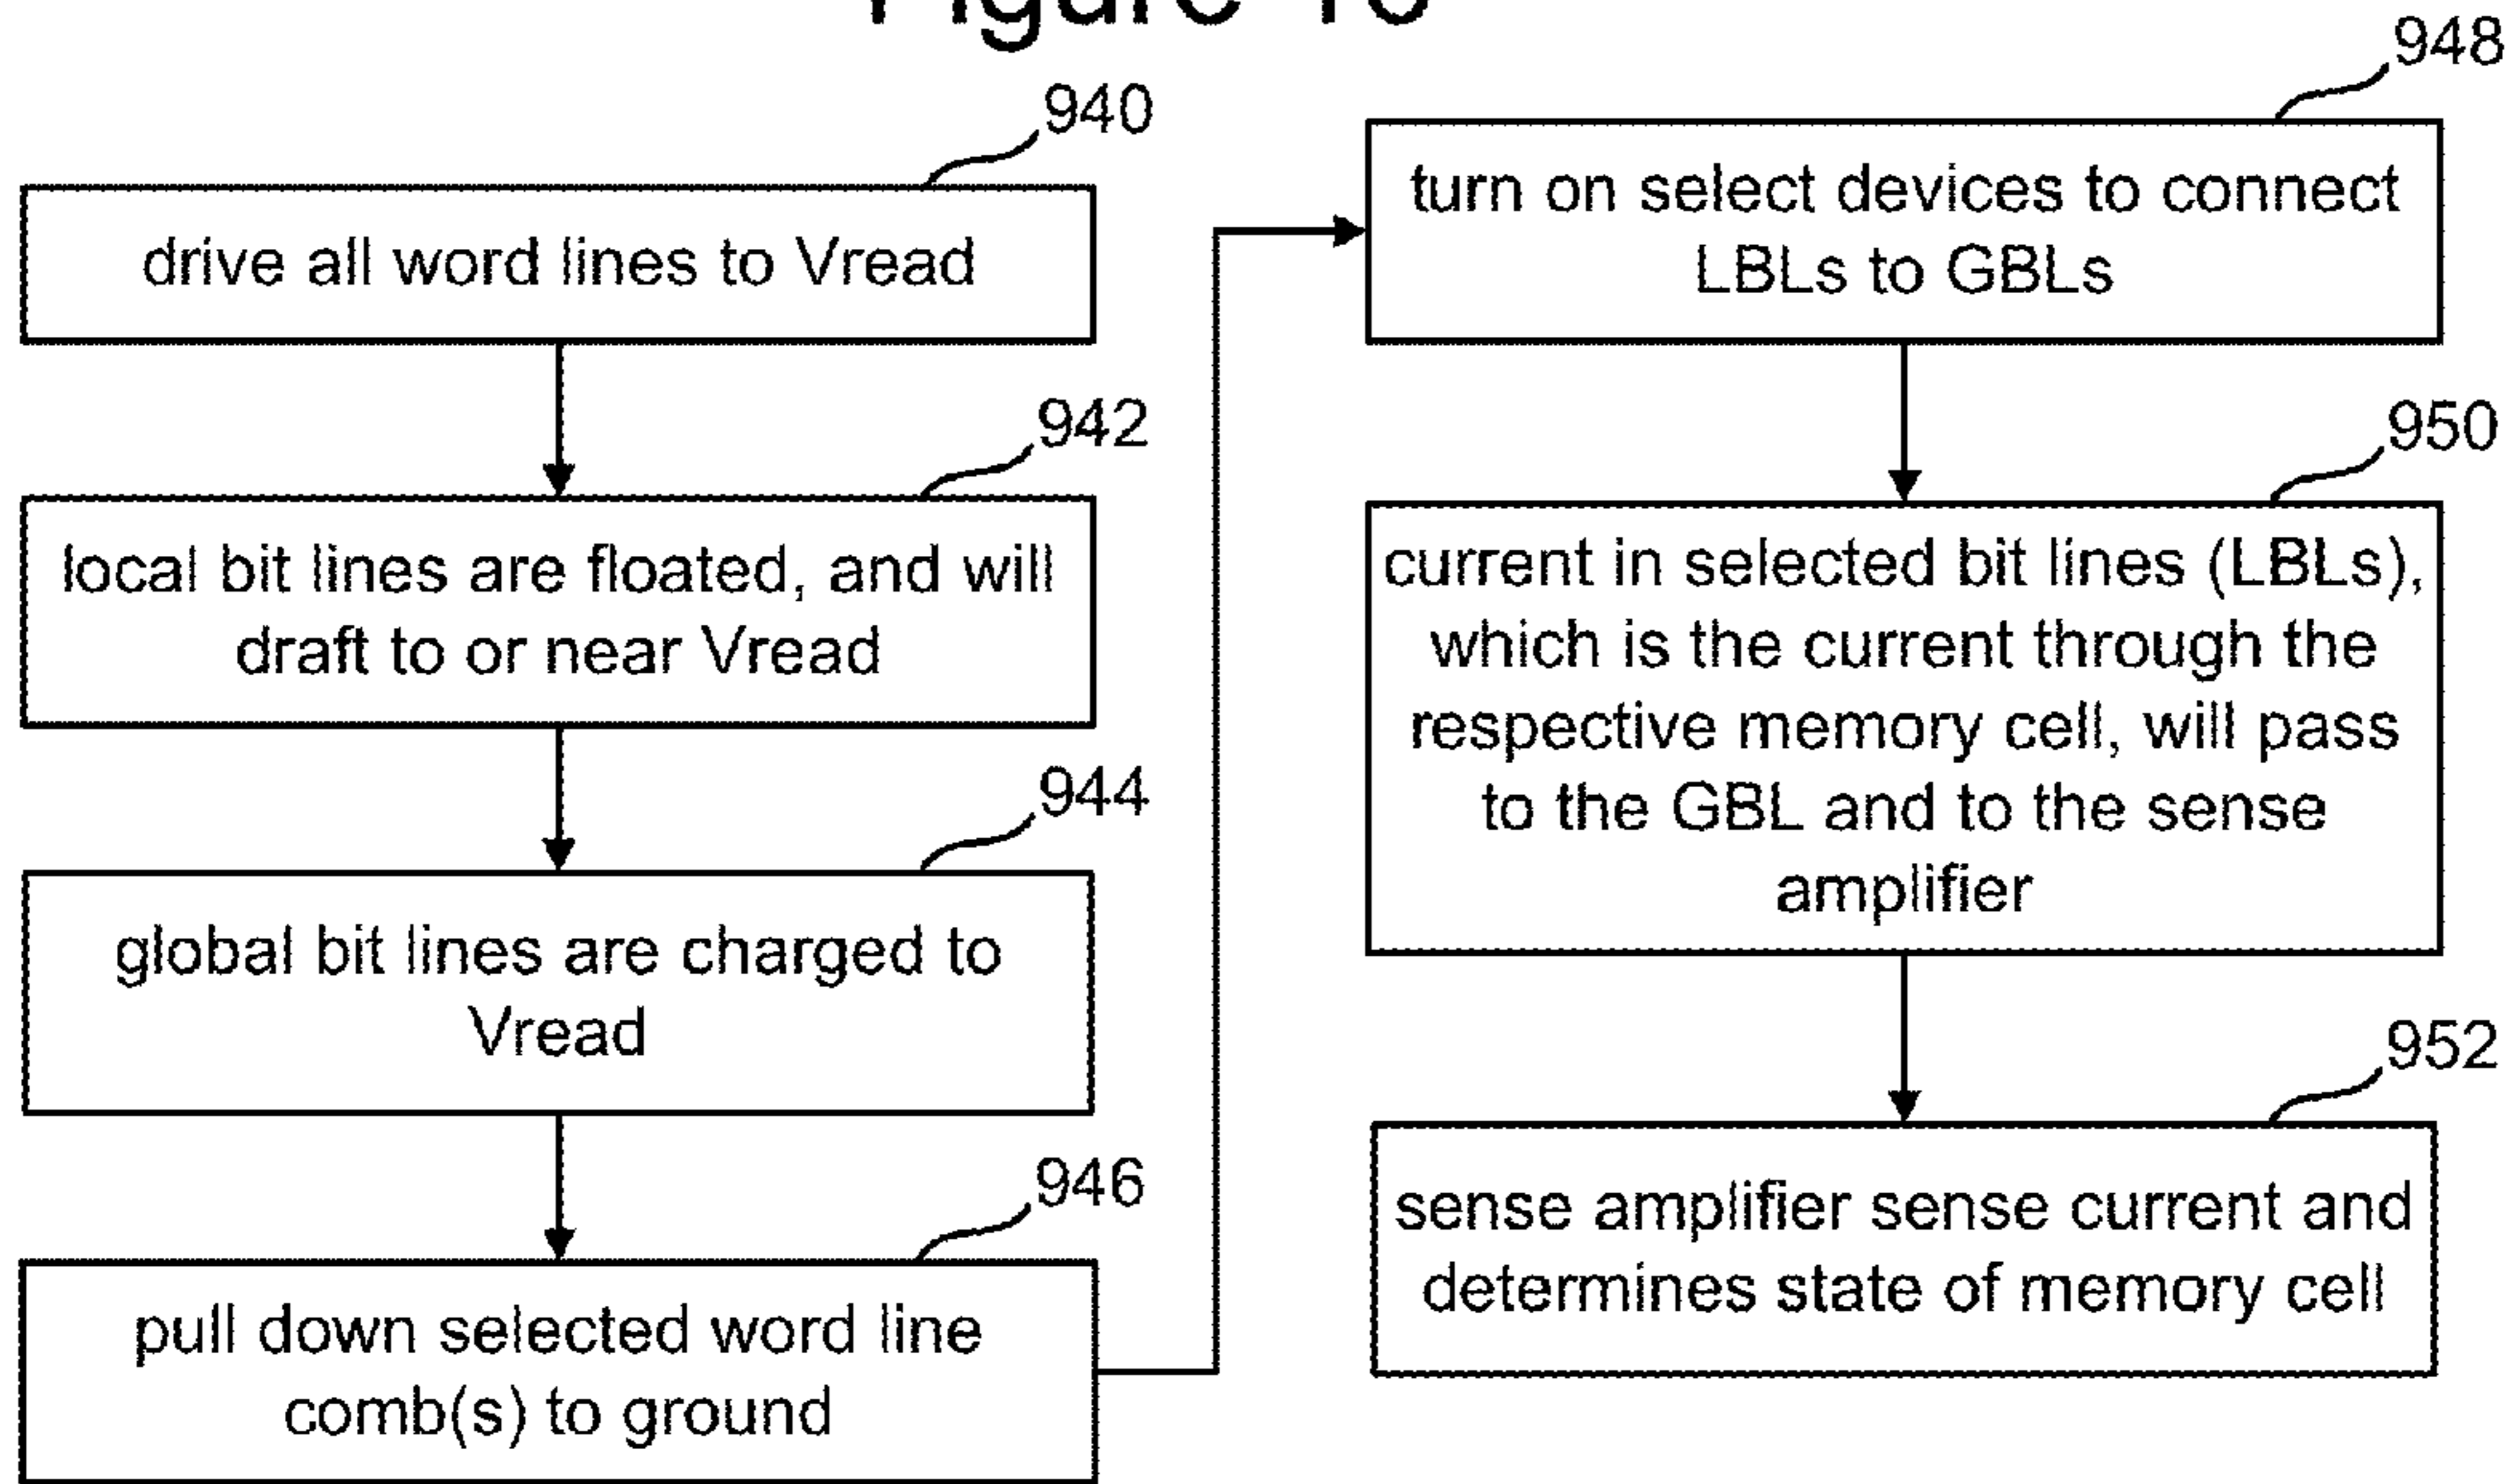 940
drive all word lines to Vread
942
local bit lines are floated, and will
draft to or near Vread
944
global bit lines are charged to
Vread
946
pull down selected word line
comb(s) to ground
948
turn on select devices to connect
LBLs to GBLs
950
current in selected bit lines (LBLs),
which is the current through the
respective memory cell, will pass
to the GBL and to the sense
amplifier
952
sense amplifier sense current and
determines state of memory cell